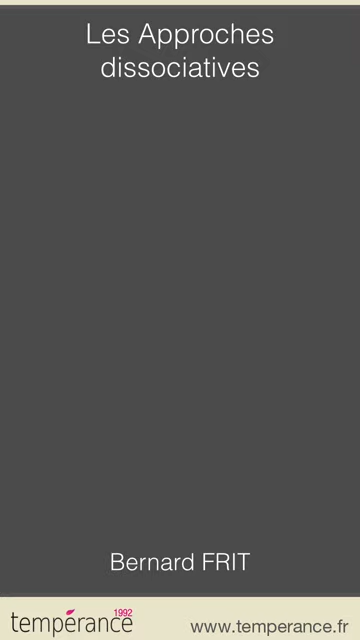 Les Approches
dissociatives
Bernard FRIT
1992
tempérance
www.temperance.fr